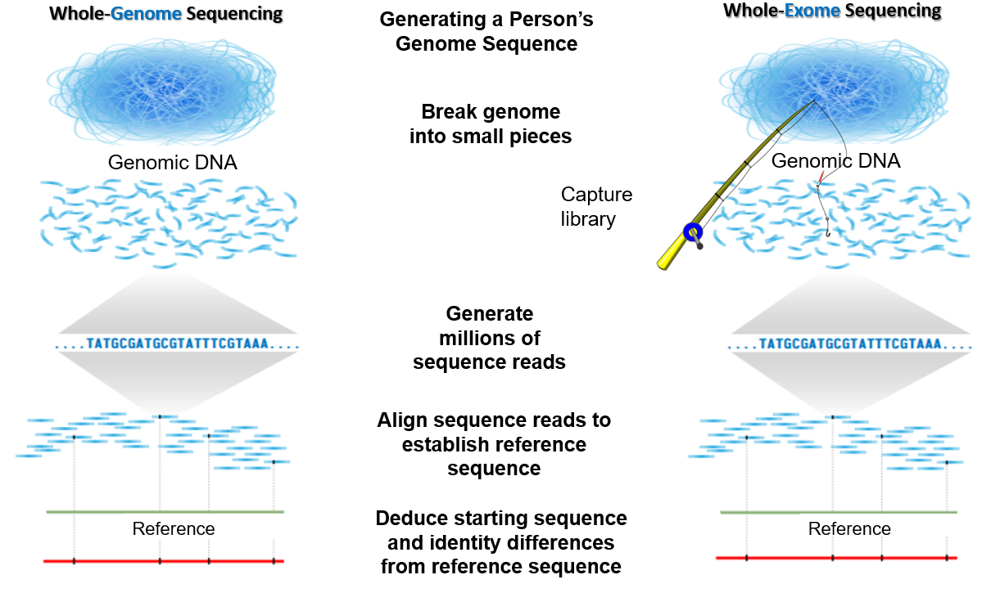 Whole-Genome Sequencing
Generating a Person's
Genome Sequence
Whole-Exome Sequencing
Break genome
into small pieces
Genomic DNA
Genomic DNA
Capture
library
Generate
millions of
sequence reads
....TATGCGATGCGTATTTCGTAAA....
....TATGCGATGCGTATTTCGTAAA....
Align sequence reads to
establish reference
sequence
Deduce starting sequence
and identity differences
from reference sequence
Reference
Reference